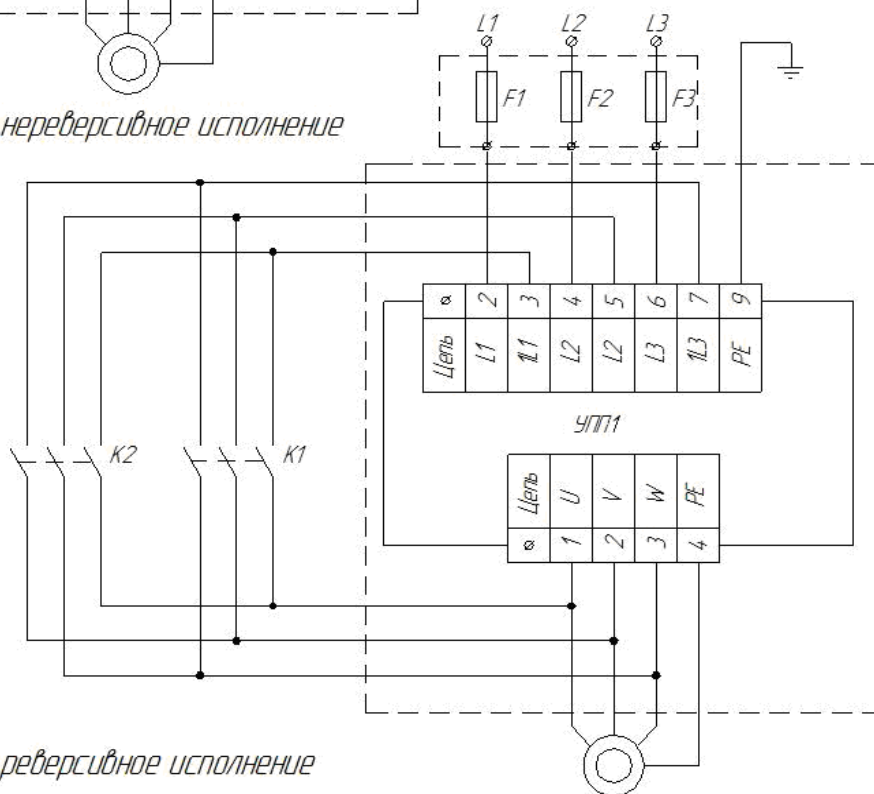 L1 L2 L3
F1 F2 F3
нереверсивное исполнение
ø 2 3 4 5 6 7 9
Цепь L1 1L1 L2 L2 L3 1L3 PE
УПП1
K2 K1
Цепь U V W PE
ø 1 2 3 4
реверсивное исполнение